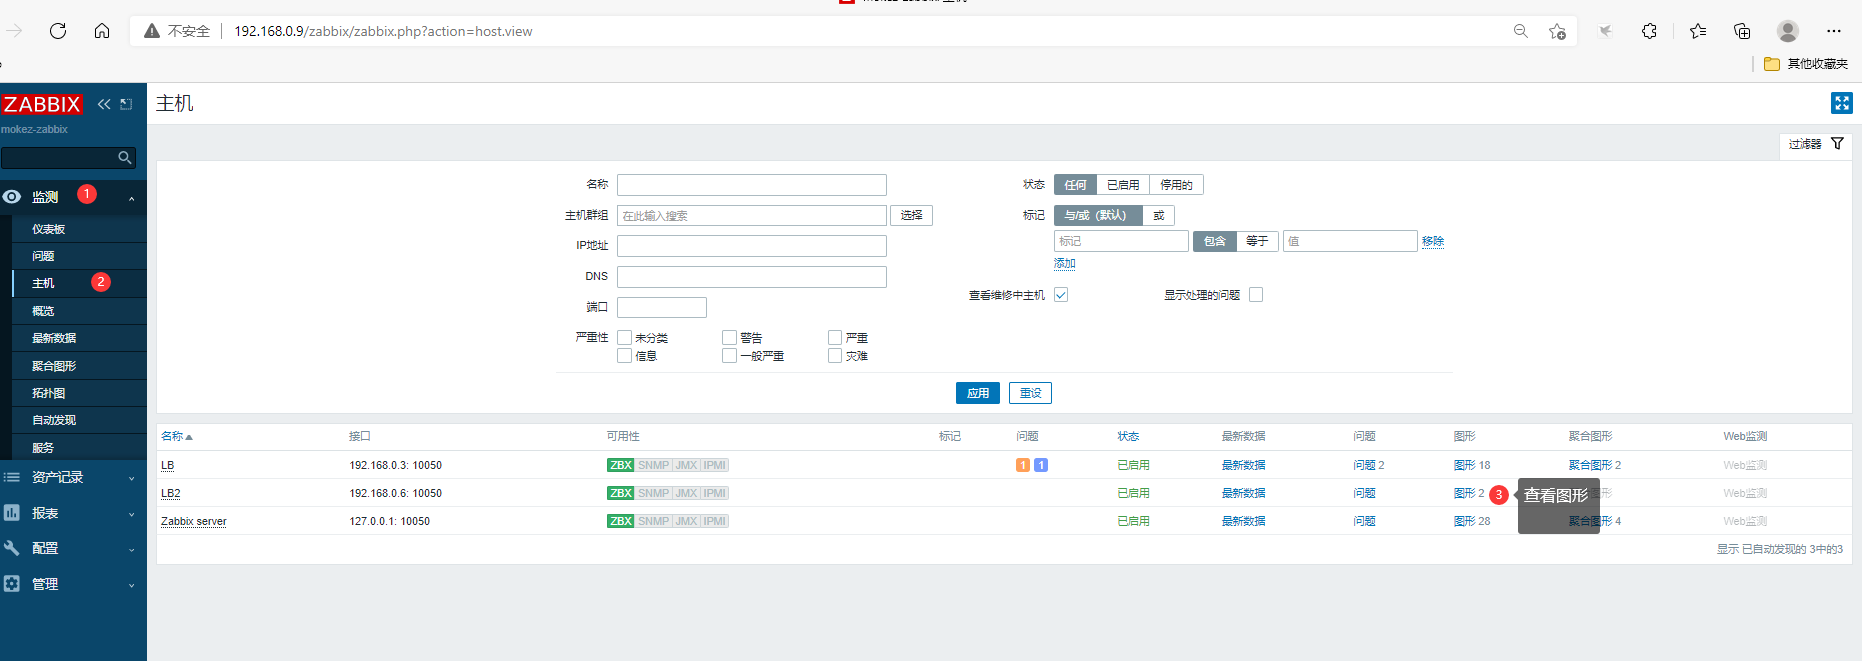 不安全 192.168.0.9/zabbix/zabbix.php?action=host.view
其他收藏夹
ZABBIX
mokez-zabbix
监测 1
仪表板
问题
主机 2
概览
最新数据
聚合图形
拓扑图
自动发现
服务
资产记录
报表
配置
管理
主机
过滤器
名称
主机群组 在此输入搜索 选择
IP地址
DNS
端口
严重性 未分类 警告 严重
信息 一般严重 灾难
状态 任何 已启用 停用的
标记 与/或（默认） 或
标记 包含 等于 值 移除
添加
查看维修中主机 显示处理的问题
应用 重设
名称 接口 可用性 标记 问题 状态 最新数据 问题 图形 聚合图形 Web监测
LB 192.168.0.3: 10050 ZBX SNMP JMX IPMI 1 1 已启用 最新数据 问题 2 图形 18 聚合图形 2 Web监测
LB2 192.168.0.6: 10050 ZBX SNMP JMX IPMI 已启用 最新数据 问题 图形 2 3 查看图形 形 Web监测
Zabbix server 127.0.0.1: 10050 ZBX SNMP JMX IPMI 已启用 最新数据 问题 图形 28 聚合图形 4 Web监测
显示 已自动发现的 3中的3